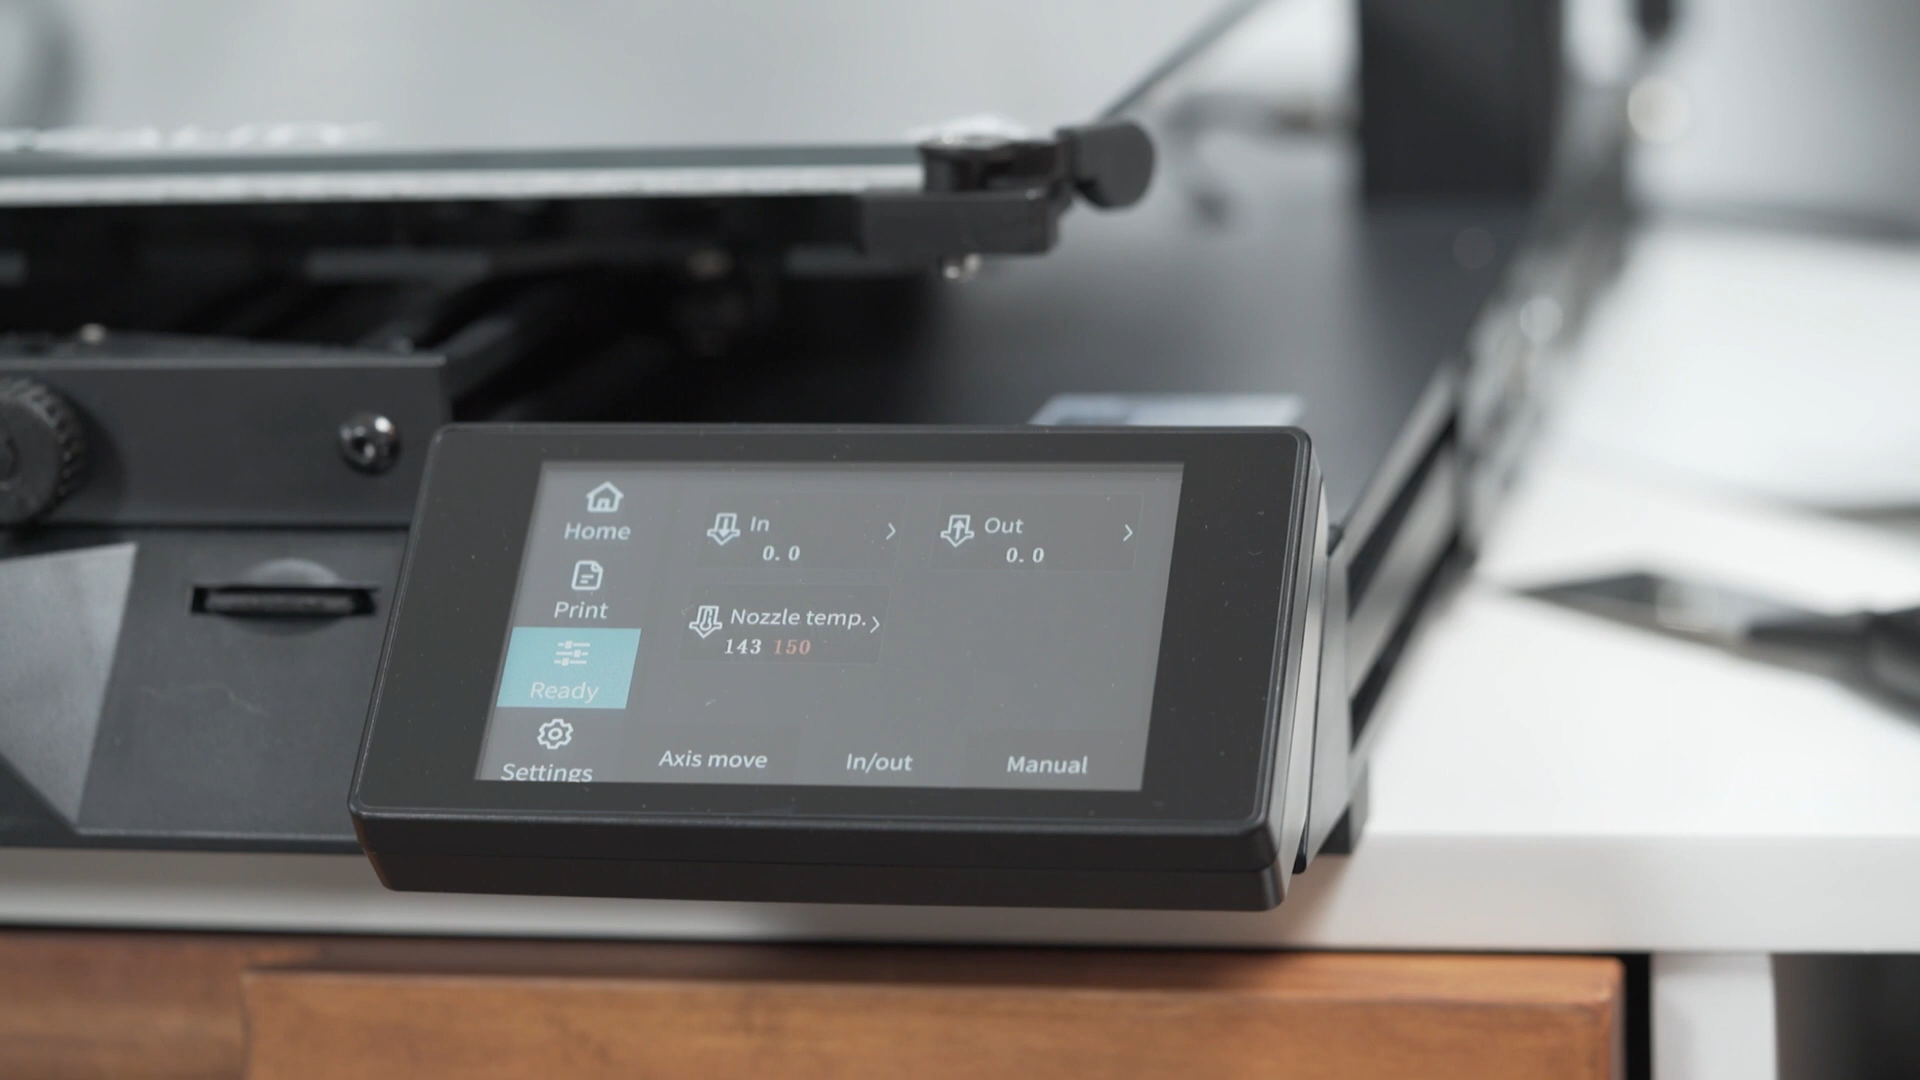 Home
Print
Ready
Settings
In
0.0
Out
0.0
Nozzle temp.
143 150
Axis move
In/out
Manual